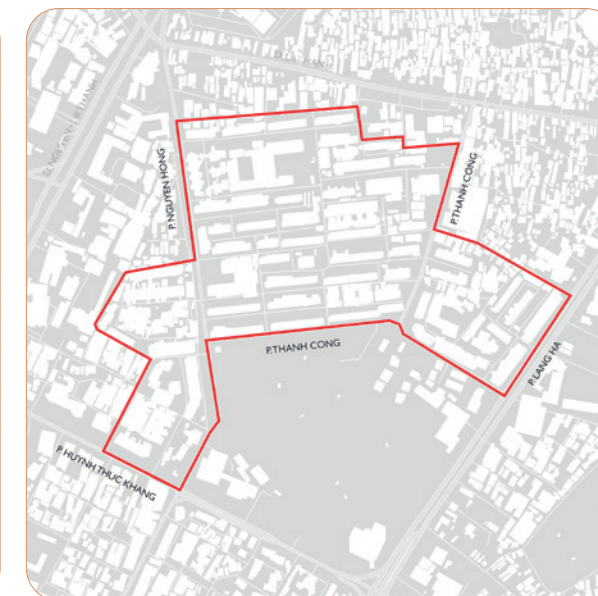 P.NGUYEN HONG
P.THANH CONG
P.THANH CONG
P.LANG HA
P. HUYNH THUC KHANG